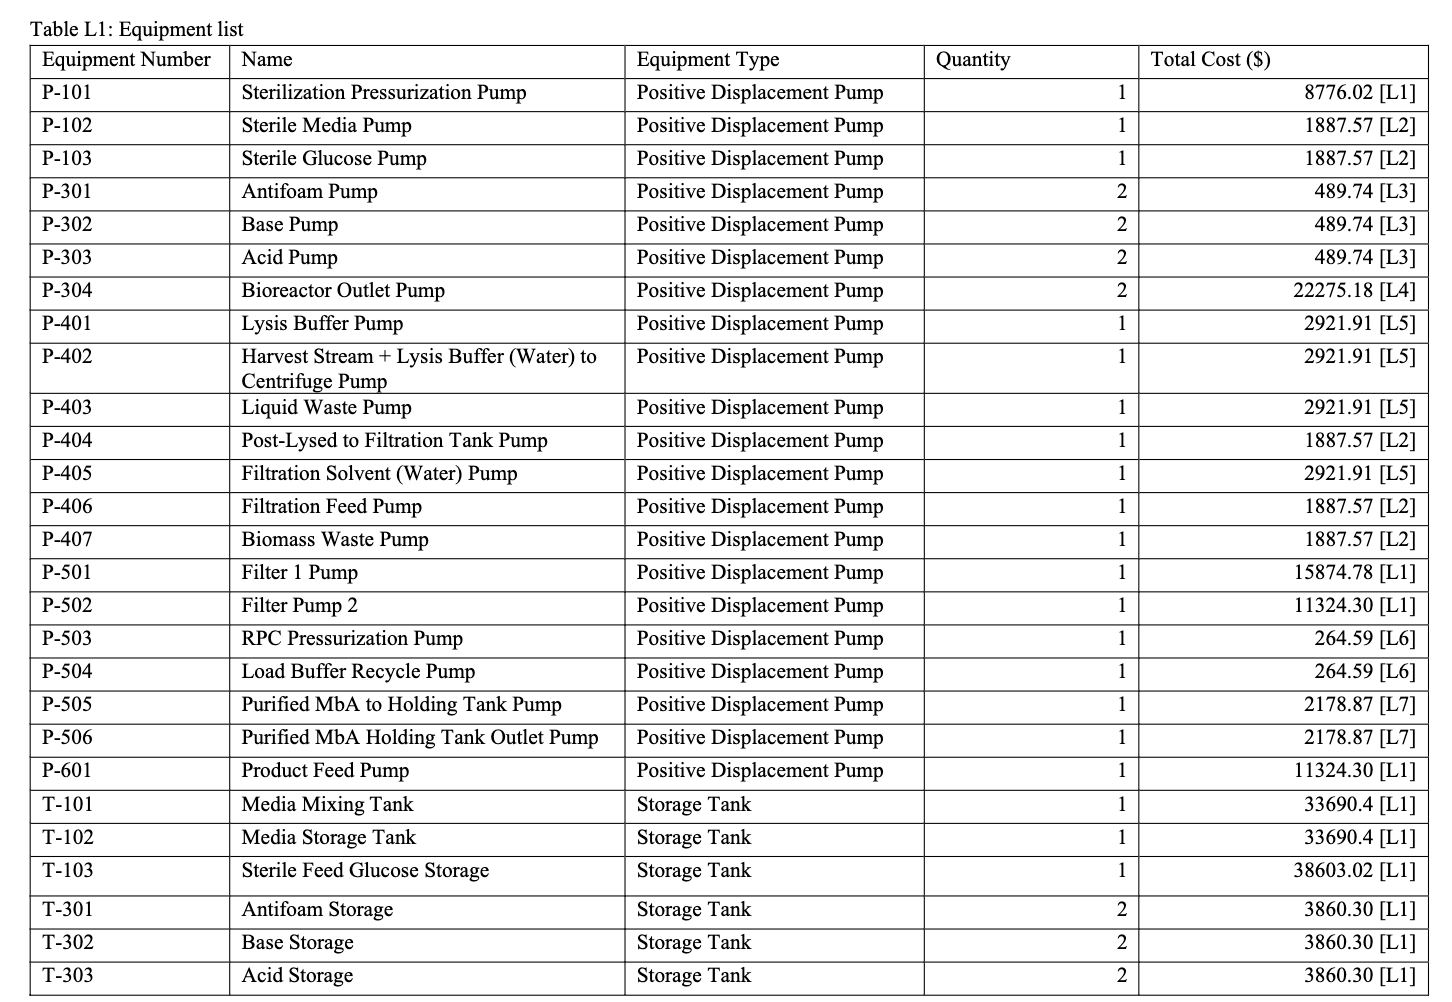 Table L1: Equipment list
Equipment Number Name Equipment Type Quantity Total Cost ($)
P-101 Sterilization Pressurization Pump Positive Displacement Pump 1 8776.02 [L1]
P-102 Sterile Media Pump Positive Displacement Pump 1 1887.57 [L2]
P-103 Sterile Glucose Pump Positive Displacement Pump 1 1887.57 [L2]
P-301 Antifoam Pump Positive Displacement Pump 2 489.74 [L3]
P-302 Base Pump Positive Displacement Pump 2 489.74 [L3]
P-303 Acid Pump Positive Displacement Pump 2 489.74 [L3]
P-304 Bioreactor Outlet Pump Positive Displacement Pump 2 22275.18 [L4]
P-401 Lysis Buffer Pump Positive Displacement Pump 1 2921.91 [L5]
P-402 Harvest Stream + Lysis Buffer (Water) to Positive Displacement Pump 1 2921.91 [L5]
Centrifuge Pump
P-403 Liquid Waste Pump Positive Displacement Pump 1 2921.91 [L5]
P-404 Post-Lysed to Filtration Tank Pump Positive Displacement Pump 1 1887.57 [L2]
P-405 Filtration Solvent (Water) Pump Positive Displacement Pump 1 2921.91 [L5]
P-406 Filtration Feed Pump Positive Displacement Pump 1 1887.57 [L2]
P-407 Biomass Waste Pump Positive Displacement Pump 1 1887.57 [L2]
P-501 Filter 1 Pump Positive Displacement Pump 1 15874.78 [L1]
P-502 Filter Pump 2 Positive Displacement Pump 1 11324.30 [L1]
P-503 RPC Pressurization Pump Positive Displacement Pump 1 264.59 [L6]
P-504 Load Buffer Recycle Pump Positive Displacement Pump 1 264.59 [L6]
P-505 Purified MbA to Holding Tank Pump Positive Displacement Pump 1 2178.87 [L7]
P-506 Purified MbA Holding Tank Outlet Pump Positive Displacement Pump 1 2178.87 [L7]
P-601 Product Feed Pump Positive Displacement Pump 1 11324.30 [L1]
T-101 Media Mixing Tank Storage Tank 1 33690.4 [L1]
T-102 Media Storage Tank Storage Tank 1 33690.4 [L1]
T-103 Sterile Feed Glucose Storage Storage Tank 1 38603.02 [L1]
T-301 Antifoam Storage Storage Tank 2 3860.30 [L1]
T-302 Base Storage Storage Tank 2 3860.30 [L1]
T-303 Acid Storage Storage Tank 2 3860.30 [L1]